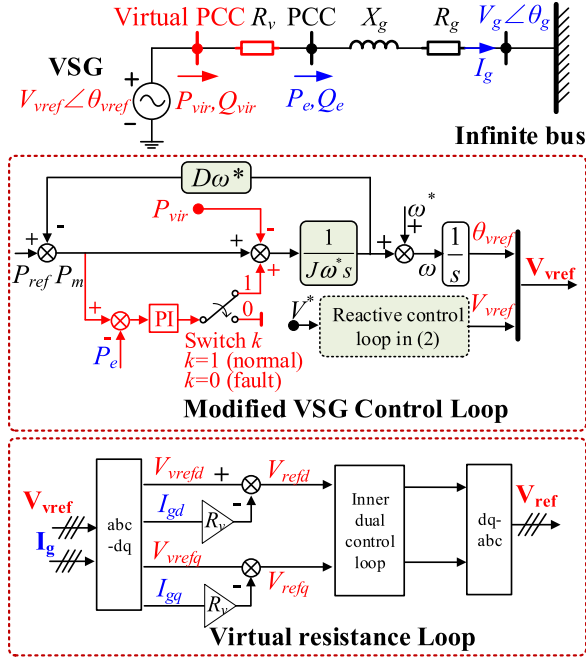 Virtual PCC R_v PCC X_g R_g V_g∠θ_g
VSG
+
V_vref∠θ_vref
-
P_vir,Q_vir
P_e,Q_e
I_g
Infinite bus
Dω*
-
P_vir
-
ω*
+
+
+
+
1
Jω*s
+
ω
1
s
θ_vref
V_vref
P_ref P_m
+
PI
1
0
-
P_e
Switch k
k=1 (normal)
k=0 (fault)
V*
Reactive control
loop in (2)
V_vref
Modified VSG Control Loop
V_vref
I_g
abc
-dq
V_vrefd
+
V_refd
I_gd
R_v
-
V_vrefq
+
V_refq
I_gq
R_v
-
Inner
dual
control
loop
dq-
abc
V_ref
Virtual resistance Loop